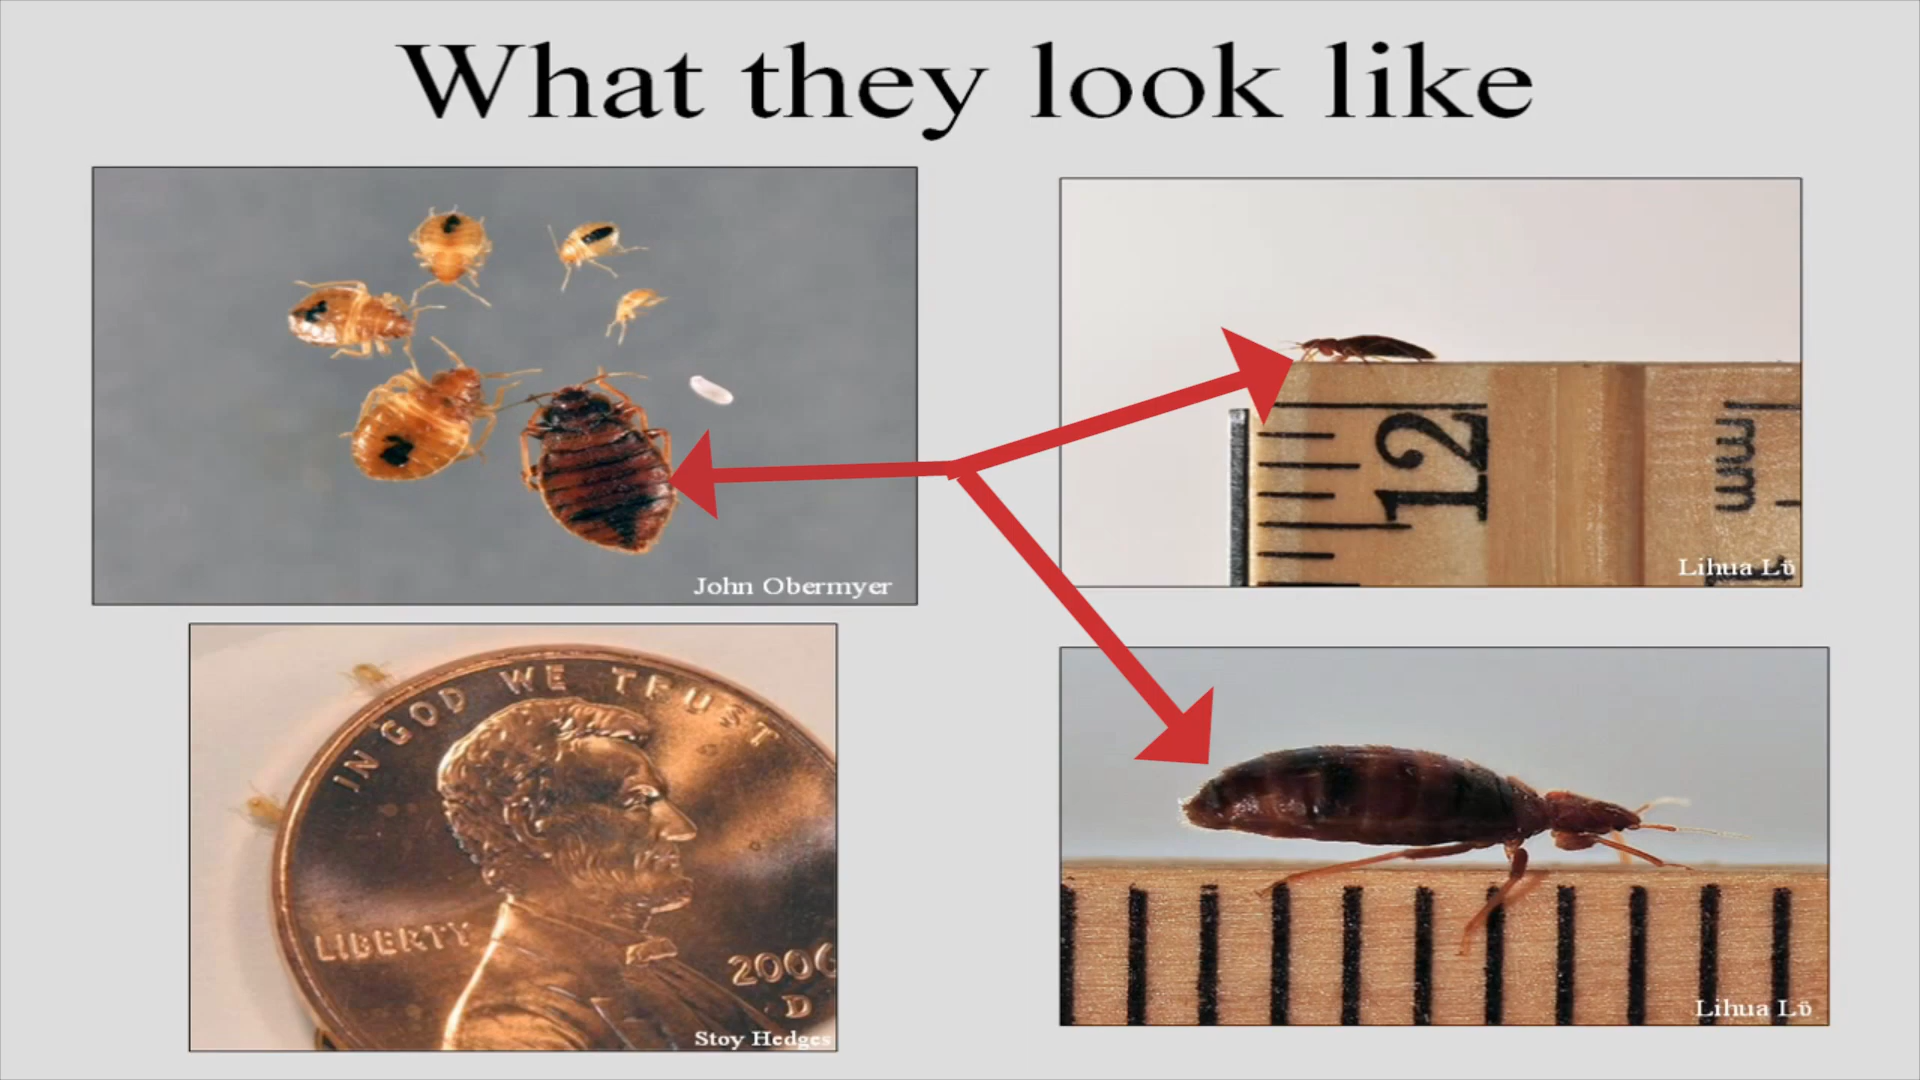 What they look like
John Obermyer
12
mm
Lihua Lü
IN GOD WE TRUST
LIBERTY
2006
D
Stoy Hedges
Lihua Lü